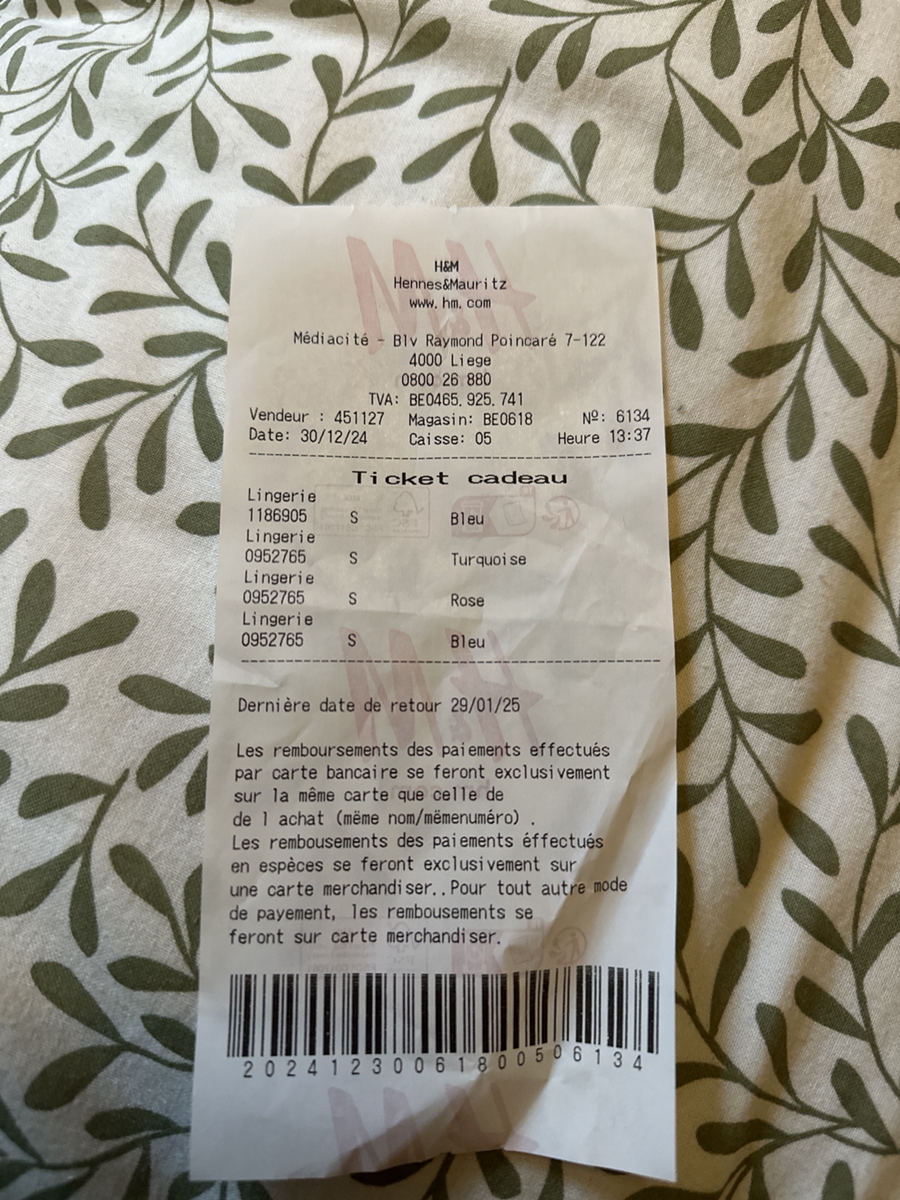 H&M
Hennes&Mauritz
www.hm.com
Médiacité - Blv Raymond Poincaré 7-122
4000 Liege
0800 26 880
TVA: BE0465.925.741
Vendeur : 451127 Magasin: BE0618 Nº: 6134
Date: 30/12/24 Caisse: 05 Heure 13:37
Ticket cadeau
Lingerie
1186905 S Bleu
Lingerie
0952765 S Turquoise
Lingerie
0952765 S Rose
Lingerie
0952765 S Bleu
Dernière date de retour 29/01/25
Les remboursements des paiements effectués
par carte bancaire se feront exclusivement
sur la même carte que celle de
de l achat (mëme nom/mëmenuméro) .
Les rembousements des paiements éffectués
en espèces se feront exclusivement sur
une carte merchandiser..Pour tout autre mode
de payement, les rembousements se
feront sur carte merchandiser.
20241230061800506134